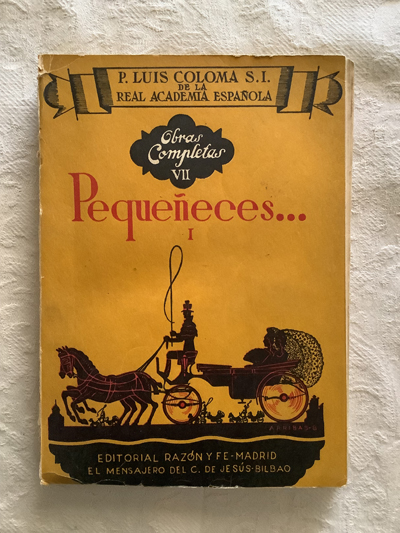 P. LUIS COLOMA S.I.
DE LA
REAL ACADEMIA ESPAÑOLA
Obras
Completas
VII
Pequeñeces...
I
EDITORIAL RAZÓN Y FE-MADRID
EL MENSAJERO DEL C. DE JESÚS-BILBAO